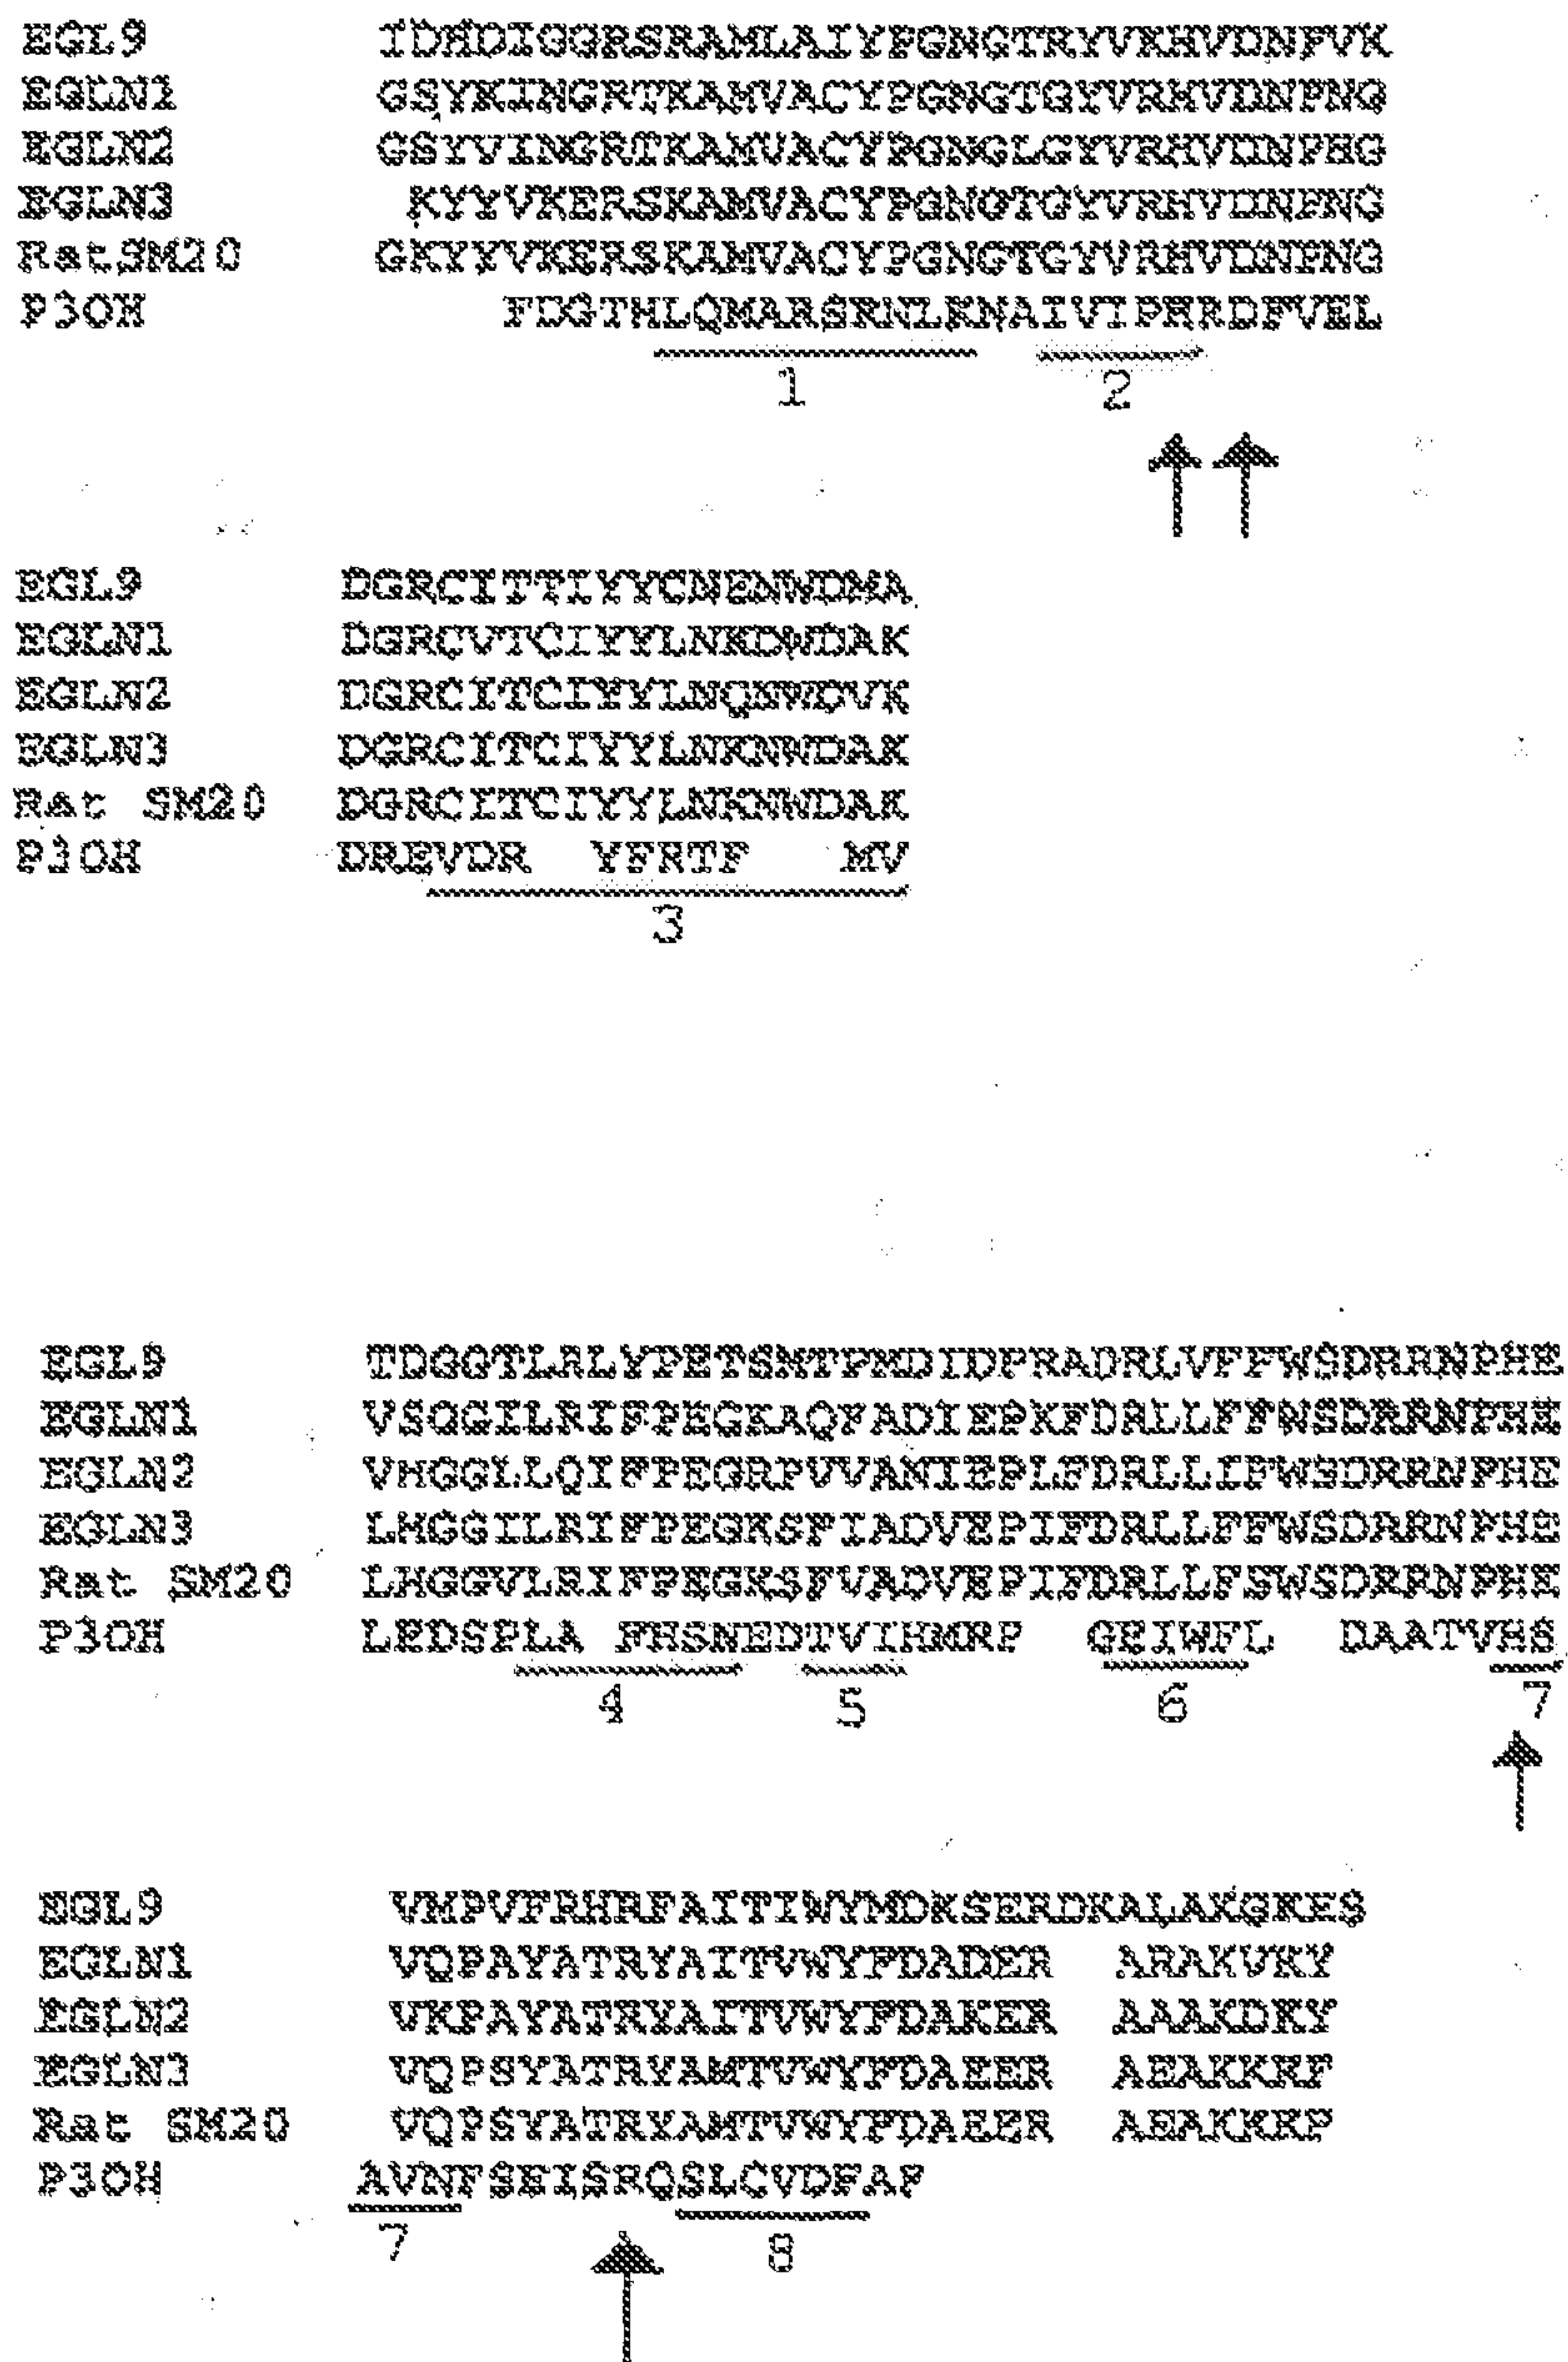 EGL9 IDHDIGGRSRAMLAIYPGNGTRYVKHVDNPVK
EGLN1 GSYKINGRTKAMVACYPGNGTGYVRHVDNPNG
EGLN2 GSYVINGRTKAMVACYPGNGLGYVRHVDNPHG
EGLN3 KYYVKERSKAMVACYPGNGTGYVRHVDNPNG
RatSM20 GKYYVKERSKAMVACYPGNGTGYVRHVDNPNG
P3OH FDGTHLQMARSRNLKNAIVIPHRDFVEL
1 2
EGL9 DGRCITTIYYCNENWDMA
EGLN1 DGRCVTCIYYLNKDWDAK
EGLN2 DGRCITCIYYLNQNWDVK
EGLN3 DGRCITCIYYLNKNWDAK
Rat SM20 DGRCITCIYYLNKNWDAK
P3OH DREVDR YFRTF MV
3
EGL9 TDGGTLRLYPETSMTPMDIDPRADRLVFFWSDRRNPHE
EGLN1 VSGGILRIFPEGKAQFADIEPKFDRLLFFWSDRRNPHE
EGLN2 VHGGLLQIFPEGRPVVANIEPLFDRLLIFWSDRRNPHE
EGLN3 LHGGILRIFPEGKSFIADVEPIFDRLLFFWSDRRNPHE
Rat SM20 LHGGVLRIFPEGKSFVADVEPIFDRLLFSWSDRRNPHE
P3OH LEDSPLA FHSNEDTVIHMRP GEIWFL DAATVHS
4 5 6 7
EGL9 VMPVFRHRFAITIWYMDKSERDKALAKGKES
EGLN1 VQPAYATRYAITVWYFDADER ARAKVKY
EGLN2 VKPAYATRYAITVWYFDAKER AAAKDKY
EGLN3 VQPSYATRYAMTVWYFDAEER AEAKKKF
Rat SM20 VQPSYATRYAMTVWYFDAEER AEAKKKF
P3OH AVNFSEISRQSLCVDFAF
7 8